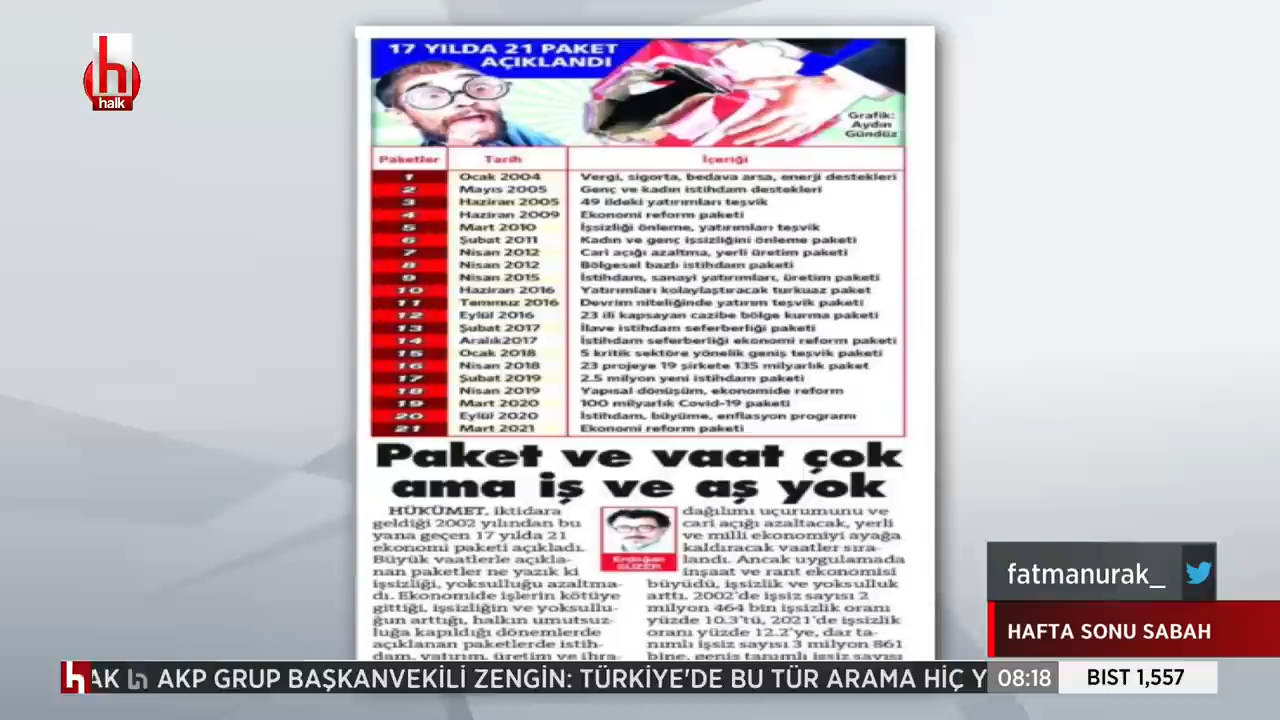 halk
17 YILDA 21 PAKET
AÇIKLANDI
Grafik:
Aydın
Gündüz
Paketler Tarih İçeriği
1 Ocak 2004 Vergi, sigorta, bedava arsa, enerji destekleri
2 Mayıs 2005 Genç ve kadın istihdam destekleri
3 Haziran 2005 49 ildeki yatırımları teşvik
4 Haziran 2009 Ekonomi reform paketi
5 Mart 2010 İşsizliği önleme, yatırımları teşvik
6 Şubat 2011 Kadın ve genç işsizliğini önleme paketi
7 Nisan 2012 Cari açığı azaltma, yerli üretim paketi
8 Nisan 2012 Bölgesel bazlı istihdam paketi
9 Nisan 2015 İstihdam, sanayi yatırımları, üretim paketi
10 Haziran 2016 Yatırımları kolaylaştıracak turkuaz paket
11 Temmuz 2016 Devrim niteliğinde yatırım teşvik paketi
12 Eylül 2016 23 ili kapsayan cazibe bölge kurma paketi
13 Şubat 2017 İlave istihdam seferberliği paketi
14 Aralık2017 İstihdam seferberliği ekonomi reform paketi
15 Ocak 2018 5 kritik sektöre yönelik geniş teşvik paketi
16 Nisan 2018 23 projeye 19 şirkete 135 milyarlık paket
17 Şubat 2019 2.5 milyon yeni istihdam paketi
18 Nisan 2019 Yapısal dönüşüm, ekonomide reform
19 Mart 2020 100 milyarlık Covid-19 paketi
20 Eylül 2020 İstihdam, büyüme, enflasyon programı
21 Mart 2021 Ekonomi reform paketi
Paket ve vaat çok
ama iş ve aş yok
HÜKÜMET, iktidara
geldiği 2002 yılından bu
yana geçen 17 yılda 21
ekonomi paketi açıkladı.
Büyük vaatlerle açıkla-
nan paketler ne yazık ki
işsizliği, yoksulluğu azaltma-
dı. Ekonomide işlerin kötüye
gittiği, işsizliğin ve yoksullu-
ğun arttığı, halkın umutsuz-
luğa kapıldığı dönemlerde
açıklanan paketlerde istih-
dam, yatırım, üretim ve ihra-
Erdoğan
SÜZER
dağılımı uçurumunu ve
cari açığı azaltacak, yerli
ve milli ekonomiyi ayağa
kaldıracak vaatler sıra-
landı. Ancak uygulamada
inşaat ve rant ekonomisi
büyüdü, işsizlik ve yoksulluk
arttı. 2002'de işsiz sayısı 2
milyon 464 bin işsizlik oranı
yüzde 10.3'tü, 2021'de işsizlik
oranı yüzde 12.2'ye, dar ta-
nımlı işsiz sayısı 3 milyon 861
bine, geniş tanımlı işsiz sayısı
fatmanurak_
HAFTA SONU SABAH
AK AKP GRUP BAŞKANVEKİLİ ZENGİN: TÜRKİYE'DE BU TÜR ARAMA HİÇ Y
08:18 BIST 1,557